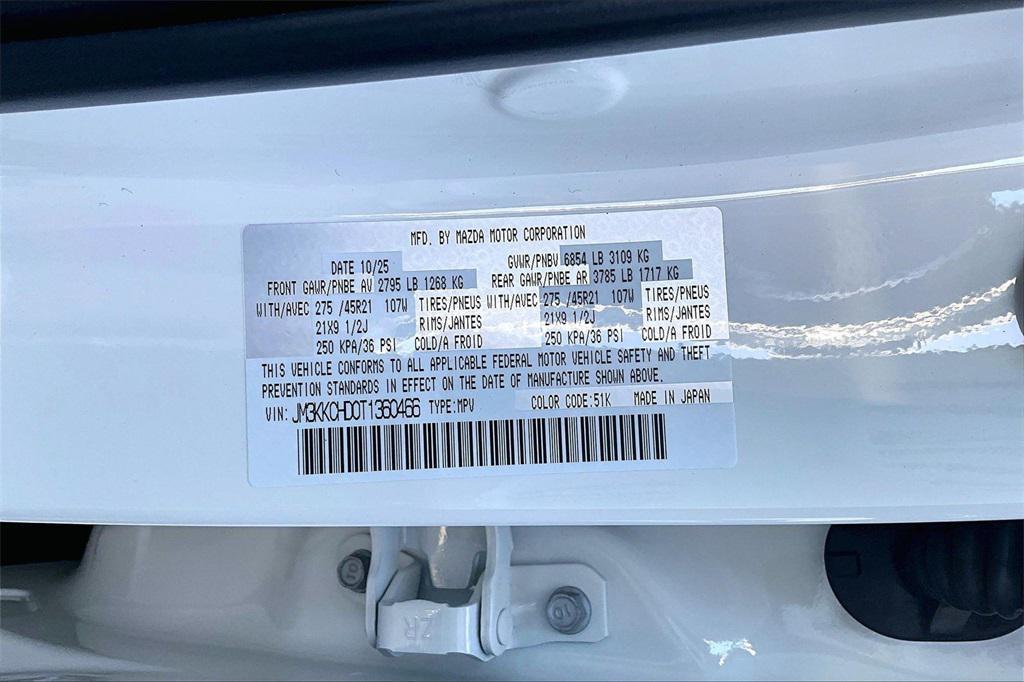 MFD. BY MAZDA MOTOR CORPORATION
DATE 10/25 GVWR/PNBV 6854 LB 3109 KG
FRONT GAWR/PNBE AV 2795 LB 1268 KG REAR GAWR/PNBE AR 3785 LB 1717 KG
WITH/AVEC 275 /45R21 107W TIRES/PNEUS WITH/AVEC 275 /45R21 107W TIRES/PNEUS
21X9 1/2J RIMS/JANTES 21X9 1/2J RIMS/JANTES
250 KPA/36 PSI COLD/A FROID 250 KPA/36 PSI COLD/A FROID
THIS VEHICLE CONFORMS TO ALL APPLICABLE FEDERAL MOTOR VEHICLE SAFETY AND THEFT
PREVENTION STANDARDS IN EFFECT ON THE DATE OF MANUFACTURE SHOWN ABOVE.
VIN: JM3KKCHD0T1360466 TYPE:MPV COLOR CODE:51K MADE IN JAPAN
ZR